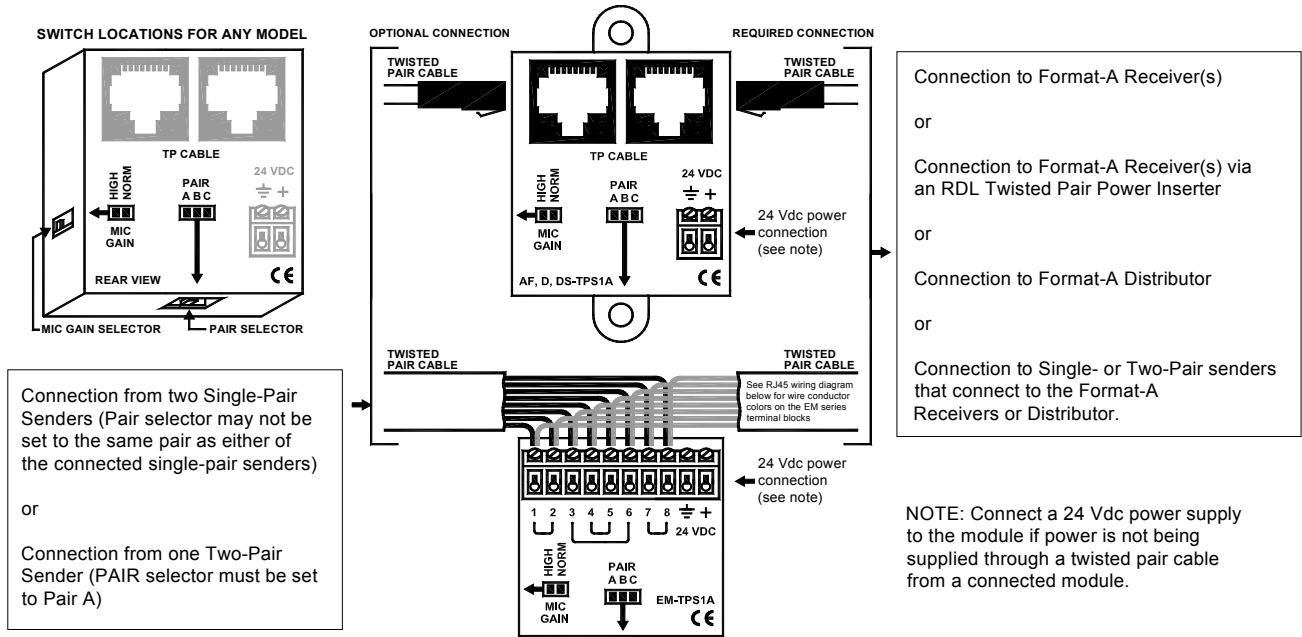 SWITCH LOCATIONS FOR ANY MODEL
TP CABLE
HIGH
NORM
MIC
GAIN
PAIR
A B C
24 VDC
+
REAR VIEW
CE
MIC GAIN SELECTOR
PAIR SELECTOR
OPTIONAL CONNECTION
REQUIRED CONNECTION
TWISTED
PAIR CABLE
TWISTED
PAIR CABLE
TP CABLE
HIGH
NORM
MIC
GAIN
PAIR
A B C
24 VDC
+
AF, D, DS-TPS1A
CE
24 Vdc power
connection
(see note)
Connection to Format-A Receiver(s)
or
Connection to Format-A Receiver(s) via
an RDL Twisted Pair Power Inserter
or
Connection to Format-A Distributor
or
Connection to Single- or Two-Pair senders
that connect to the Format-A
Receivers or Distributor.
Connection from two Single-Pair
Senders (Pair selector may not be
set to the same pair as either of
the connected single-pair senders)
or
Connection from one Two-Pair
Sender (PAIR selector must be set
to Pair A)
TWISTED
PAIR CABLE
TWISTED
PAIR CABLE
See RJ45 wiring diagram
below for wire conductor
colors on the EM series
terminal blocks
24 Vdc power
connection
(see note)
1 2 3 4 5 6 7 8 +
24 VDC
HIGH
NORM
MIC
GAIN
PAIR
A B C
EM-TPS1A
CE
NOTE: Connect a 24 Vdc power supply
to the module if power is not being
supplied through a twisted pair cable
from a connected module.